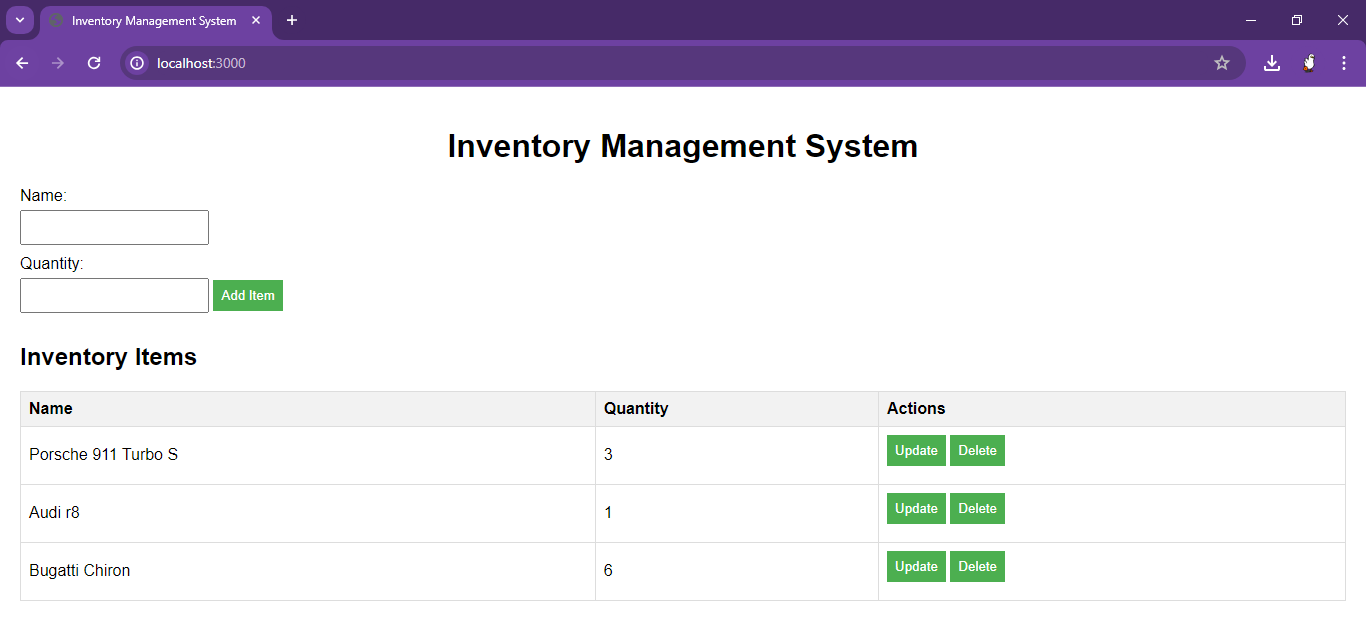 Inventory Management System
localhost:3000
Inventory Management System
Name:
Quantity:
Add Item
Inventory Items
Name Quantity Actions
Porsche 911 Turbo S 3 Update Delete
Audi r8 1 Update Delete
Bugatti Chiron 6 Update Delete